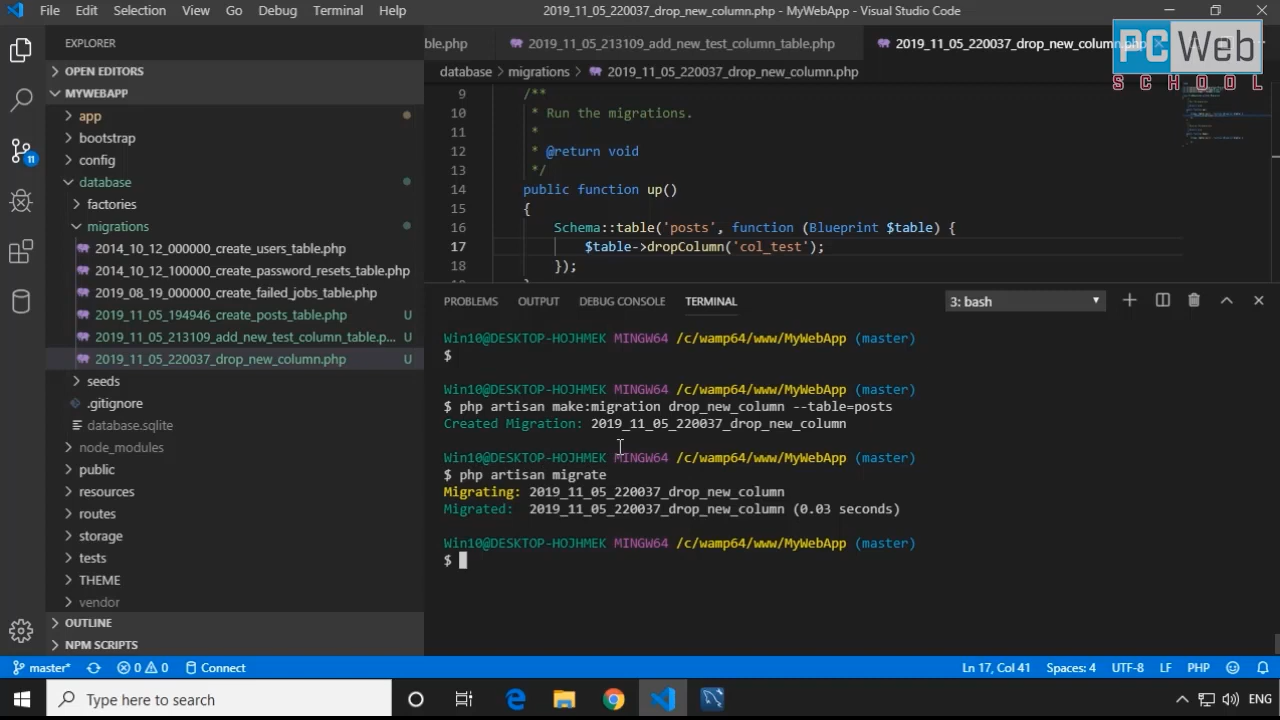 File Edit Selection View Go Debug Terminal Help
2019_11_05_220037_drop_new_column.php - MyWebApp - Visual Studio Code
PC Web
SCHOOL
EXPLORER
OPEN EDITORS
MYWEBAPP
app
bootstrap
config
database
factories
migrations
2014_10_12_000000_create_users_table.php
2014_10_12_100000_create_password_resets_table.php
2019_08_19_000000_create_failed_jobs_table.php
2019_11_05_194946_create_posts_table.php U
2019_11_05_213109_add_new_test_column_table.p... U
2019_11_05_220037_drop_new_column.php U
seeds
.gitignore
database.sqlite
node_modules
public
resources
routes
storage
tests
THEME
vendor
OUTLINE
NPM SCRIPTS
ble.php
2019_11_05_213109_add_new_test_column_table.php
2019_11_05_220037_drop_new_column.php
database > migrations > 2019_11_05_220037_drop_new_column.php
9 /**
10 * Run the migrations.
11 *
12 * @return void
13 */
14 public function up()
15 {
16 Schema::table('posts', function (Blueprint $table) {
17 $table->dropColumn('col_test');
18 });
PROBLEMS OUTPUT DEBUG CONSOLE TERMINAL
3: bash
Win10@DESKTOP-HOJHMEK MINGW64 /c/wamp64/www/MyWebApp (master)
$
Win10@DESKTOP-HOJHMEK MINGW64 /c/wamp64/www/MyWebApp (master)
$ php artisan make:migration drop_new_column --table=posts
Created Migration: 2019_11_05_220037_drop_new_column
Win10@DESKTOP-HOJHMEK MINGW64 /c/wamp64/www/MyWebApp (master)
$ php artisan migrate
Migrating: 2019_11_05_220037_drop_new_column
Migrated: 2019_11_05_220037_drop_new_column (0.03 seconds)
Win10@DESKTOP-HOJHMEK MINGW64 /c/wamp64/www/MyWebApp (master)
$
11
master* 0 0 Connect
Ln 17, Col 41 Spaces: 4 UTF-8 LF PHP
Type here to search
ENG